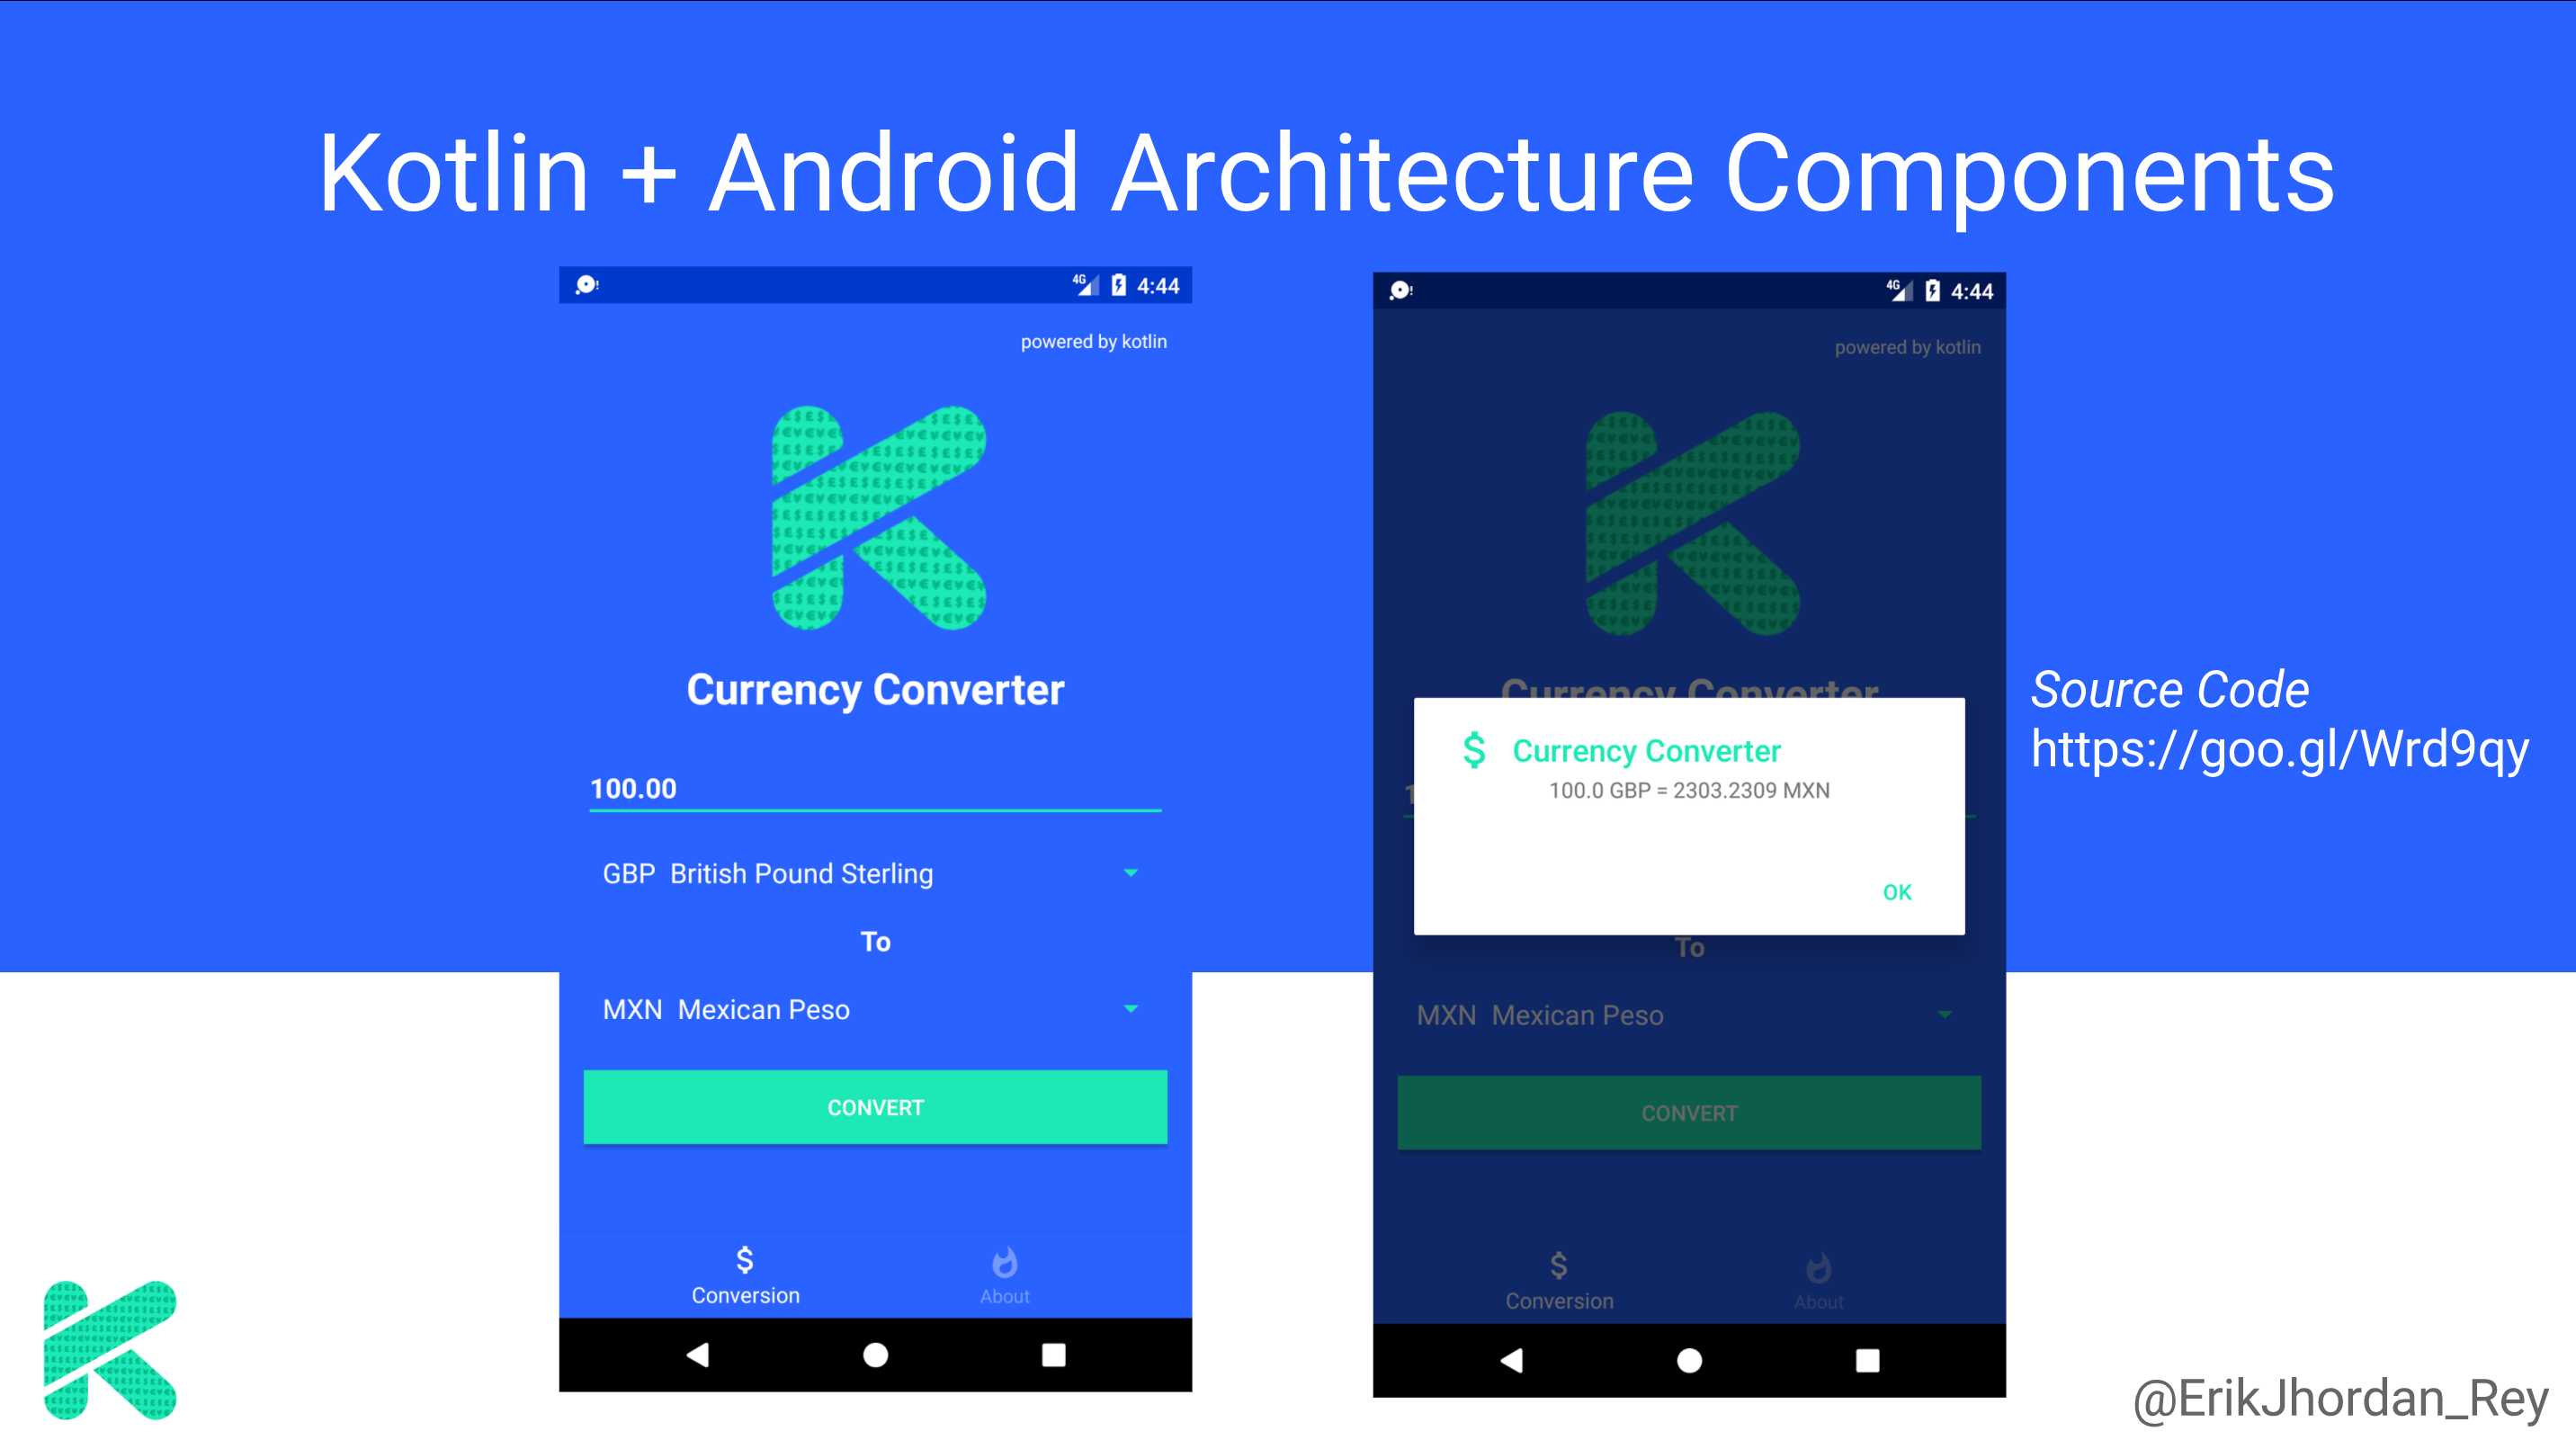 Kotlin + Android Architecture Components
4G 4:44
powered by kotlin
Currency Converter
100.00
GBP British Pound Sterling
To
MXN Mexican Peso
CONVERT
$
Conversion
About
4G 4:44
powered by kotlin
Currency Converter
$ Currency Converter
100.0 GBP = 2303.2309 MXN
OK
To
MXN Mexican Peso
CONVERT
$
Conversion
About
Source Code
https://goo.gl/Wrd9qy
@ErikJhordan_Rey